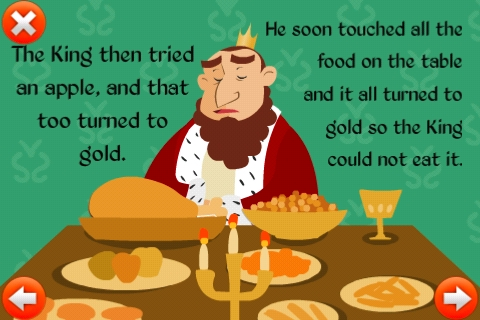 The King then tried
an apple, and that
too turned to
gold.
He soon touched all the
food on the table
and it all turned to
gold so the King
could not eat it.